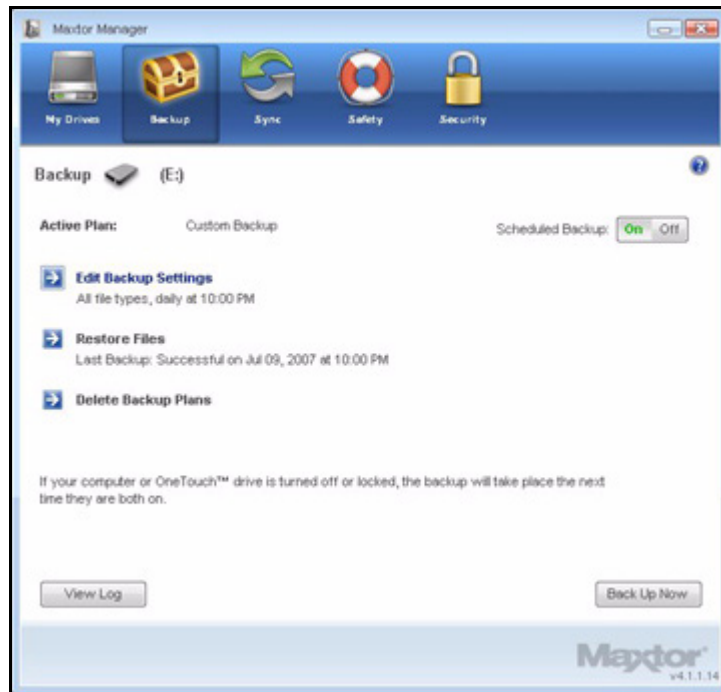 Maxtor Manager
My Drives Backup Sync Safety Security
Backup (E:)
Active Plan: Custom Backup Scheduled Backup: On Off
Edit Backup Settings
All file types, daily at 10:00 PM
Restore Files
Last Backup: Successful on Jul 09, 2007 at 10:00 PM
Delete Backup Plans
If your computer or OneTouch™ drive is turned off or locked, the backup will take place the next
time they are both on.
View Log Back Up Now
Maxtor
v4.1.1.14